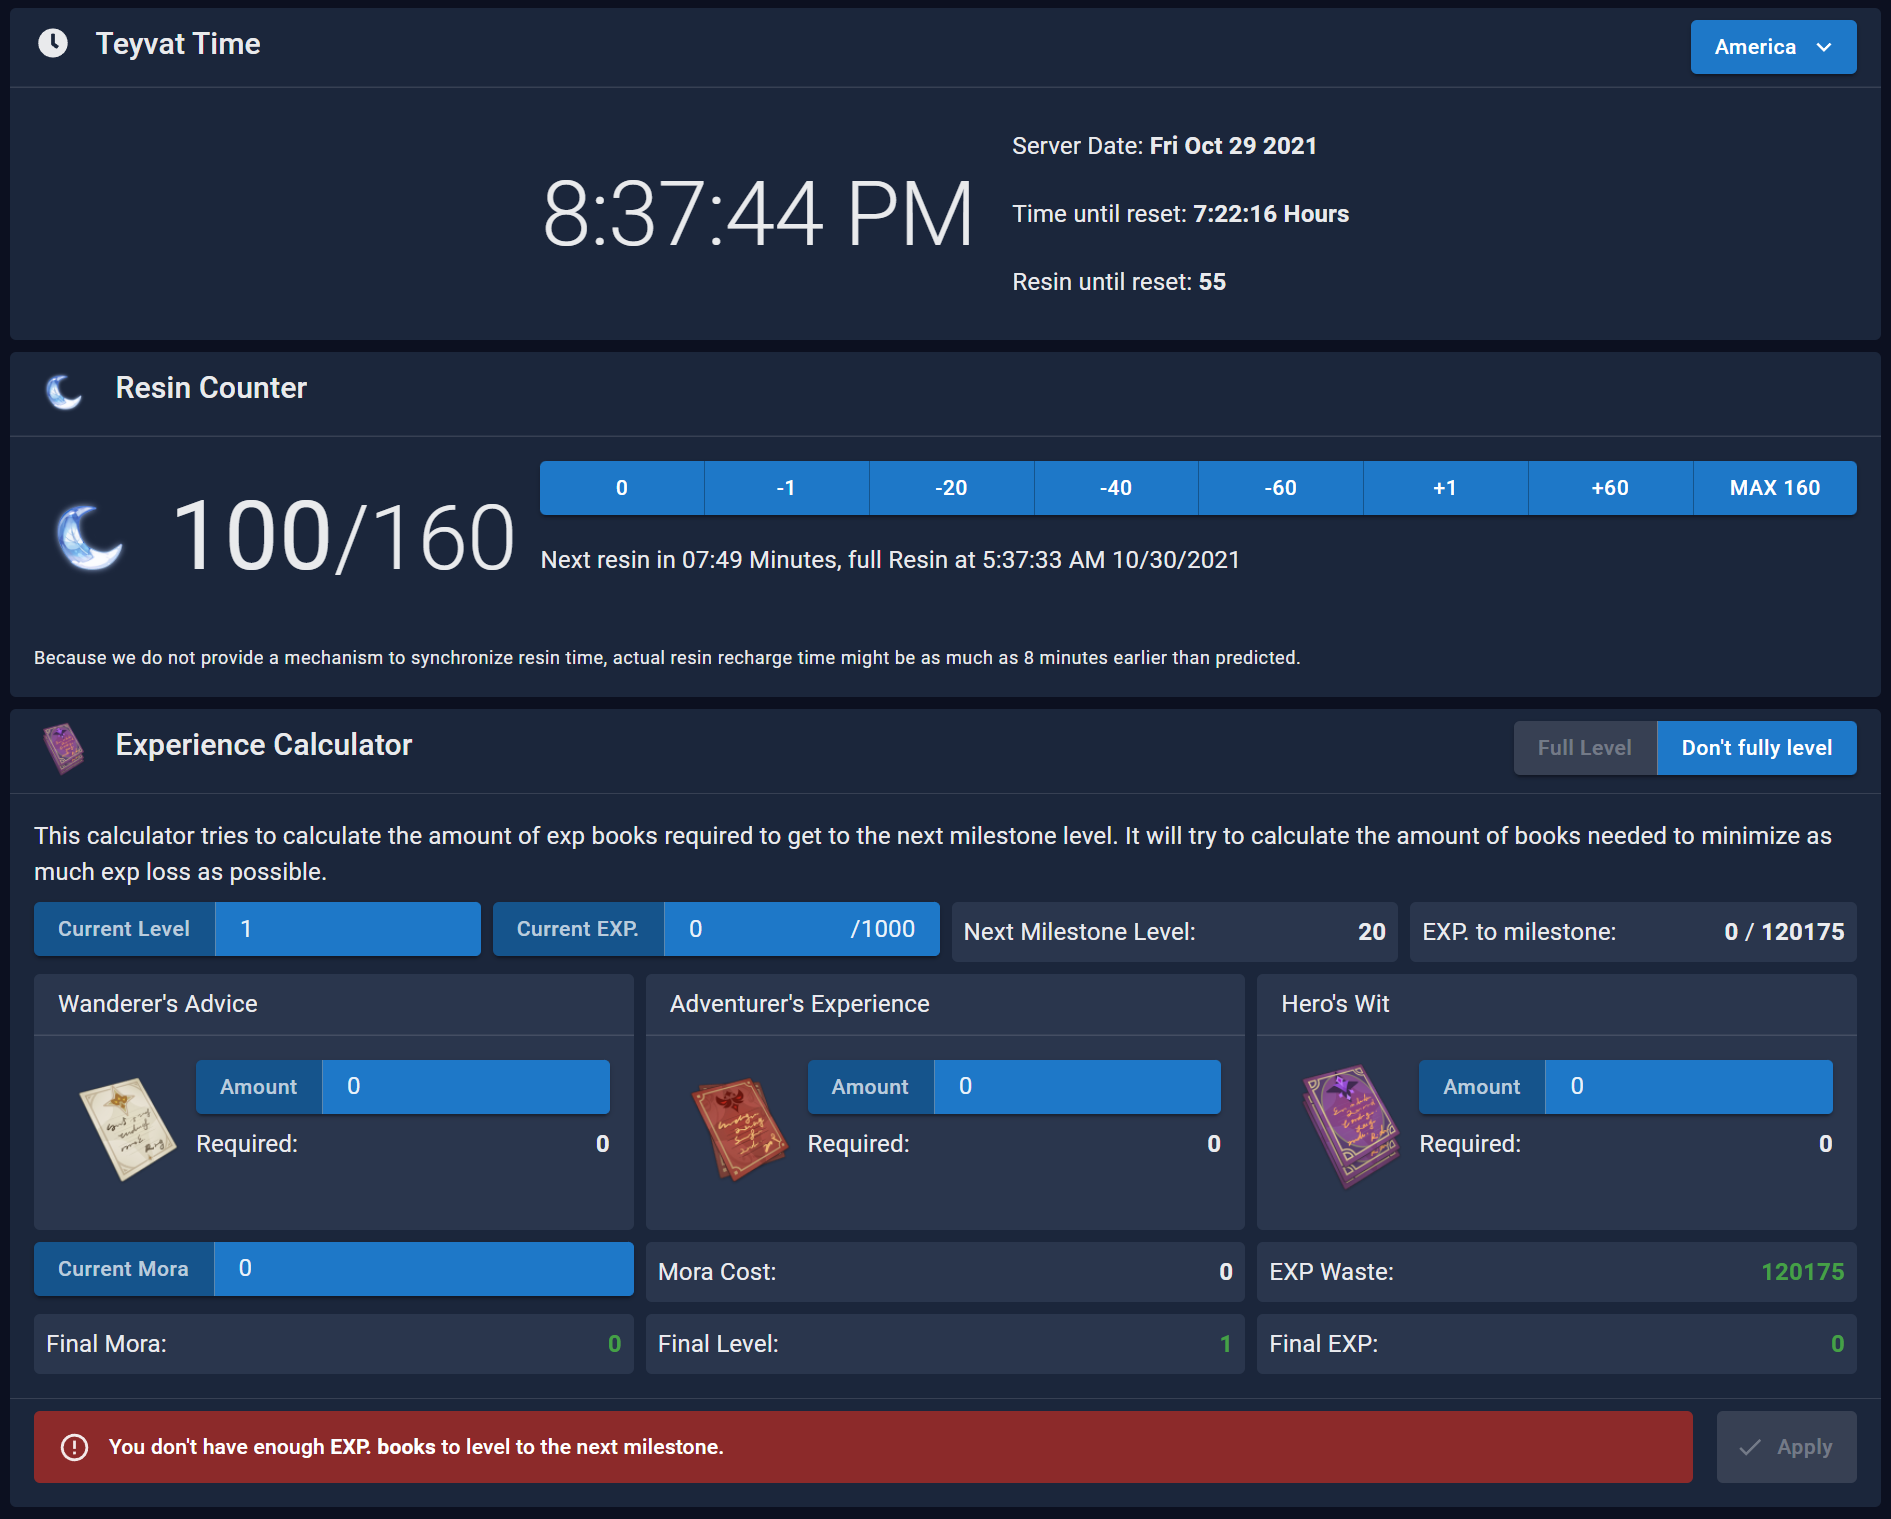 Teyvat Time
America
8:37:44 PM
Server Date: Fri Oct 29 2021
Time until reset: 7:22:16 Hours
Resin until reset: 55
Resin Counter
100/160
0 -1 -20 -40 -60 +1 +60 MAX 160
Next resin in 07:49 Minutes, full Resin at 5:37:33 AM 10/30/2021
Because we do not provide a mechanism to synchronize resin time, actual resin recharge time might be as much as 8 minutes earlier than predicted.
Experience Calculator
Full Level Don't fully level
This calculator tries to calculate the amount of exp books required to get to the next milestone level. It will try to calculate the amount of books needed to minimize as
much exp loss as possible.
Current Level 1 Current EXP. 0 /1000 Next Milestone Level: 20 EXP. to milestone: 0 / 120175
Wanderer's Advice
Amount 0
Required: 0
Adventurer's Experience
Amount 0
Required: 0
Hero's Wit
Amount 0
Required: 0
Current Mora 0 Mora Cost: 0 EXP Waste: 120175
Final Mora: 0 Final Level: 1 Final EXP: 0
You don't have enough EXP. books to level to the next milestone.
Apply